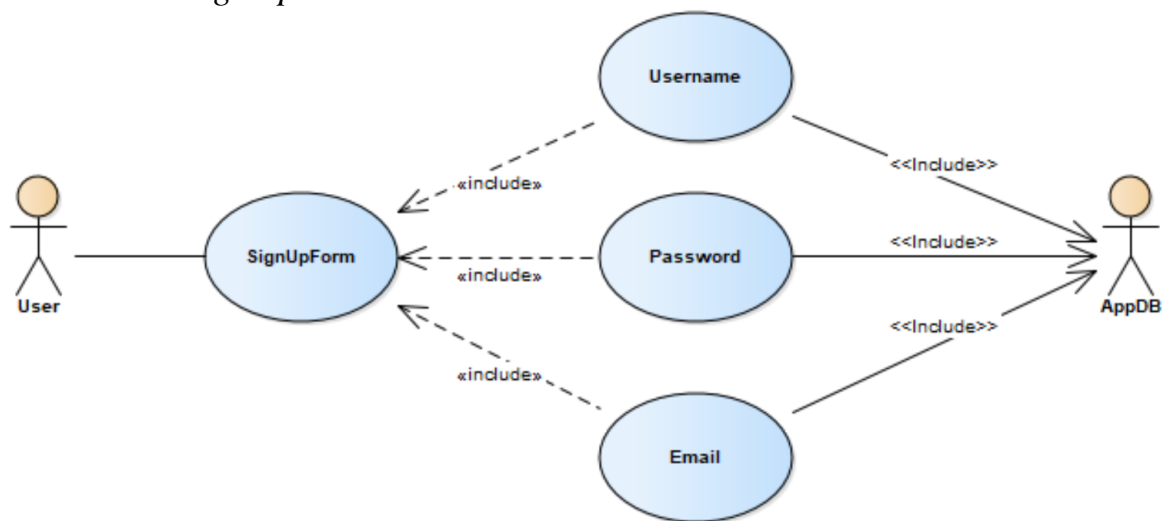 Username
<<Include>>
«include»
SignUpForm
Password
<<Include>>
«include»
User
AppDB
<<Include>>
«include»
Email